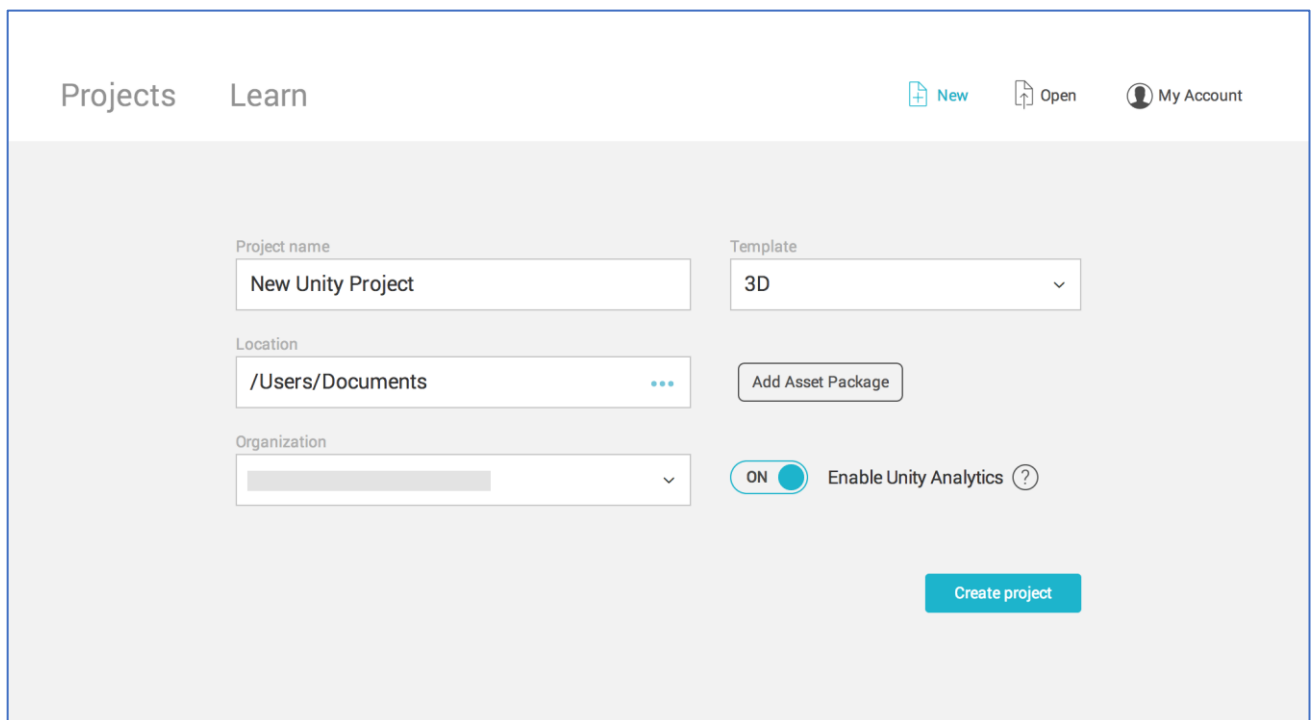 Projects Learn New Open My Account
Project name Template
New Unity Project 3D
Location
/Users/Documents ... Add Asset Package
Organization
ON Enable Unity Analytics ?
Create project